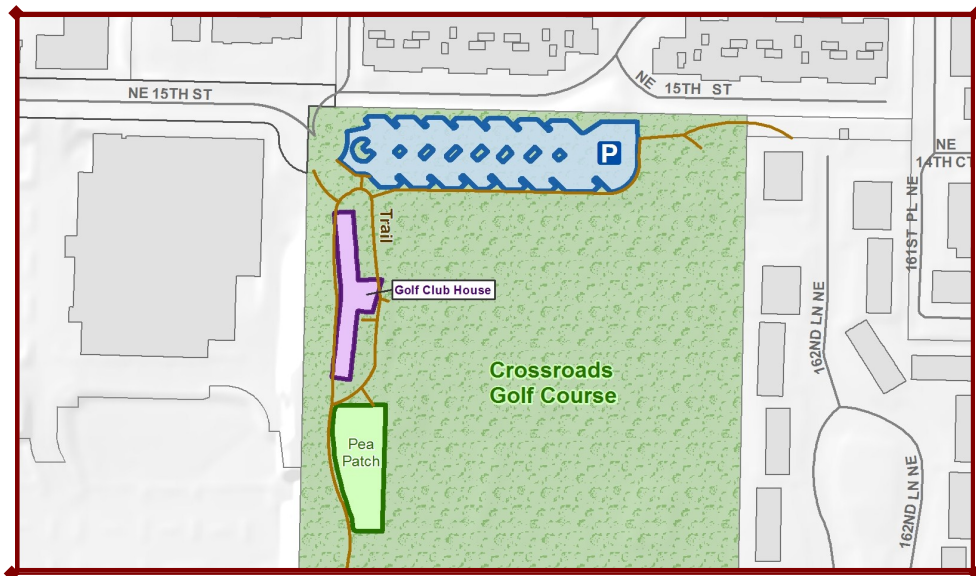 NE 15TH ST
NE 15TH ST
P
NE
14TH CT
161ST PL NE
Trail
Golf Club House
162ND LN NE
Crossroads
Golf Course
Pea
Patch
162ND LN NE